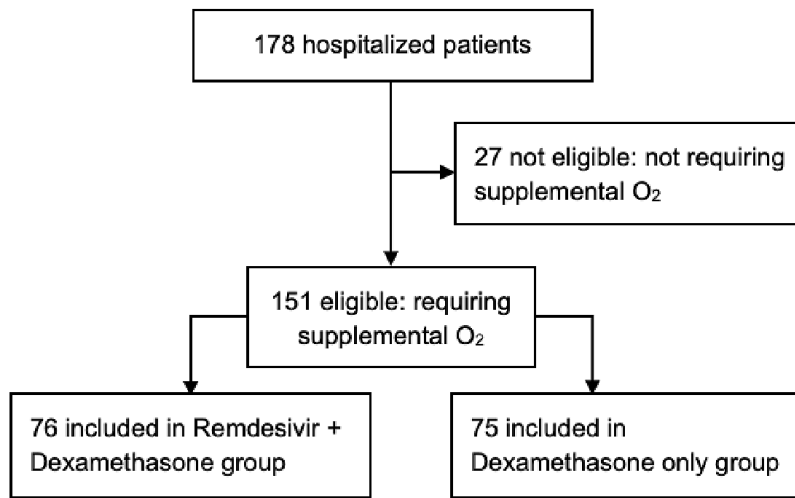 178 hospitalized patients
27 not eligible: not requiring
supplemental O₂
151 eligible: requiring
supplemental O₂
76 included in Remdesivir +
Dexamethasone group
75 included in
Dexamethasone only group